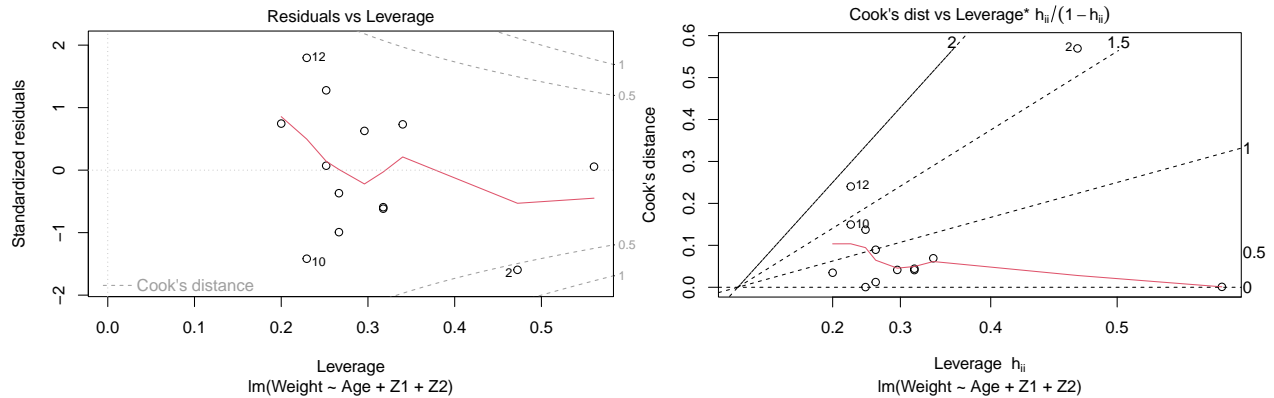 Residuals vs Leverage
Standardized residuals
2
1
0
−1
−2
12
10
2
1
0.5
0.5
1
Cook's distance
0.0 0.1 0.2 0.3 0.4 0.5
Leverage
lm(Weight ~ Age + Z1 + Z2)
Cook's dist vs Leverage* hii/(1−hii)
Cook's distance
0.6
0.5
0.4
0.3
0.2
0.1
0.0
2
2
1.5
12
10
1
0.5
0
0.2 0.3 0.4 0.5
Leverage hii
lm(Weight ~ Age + Z1 + Z2)